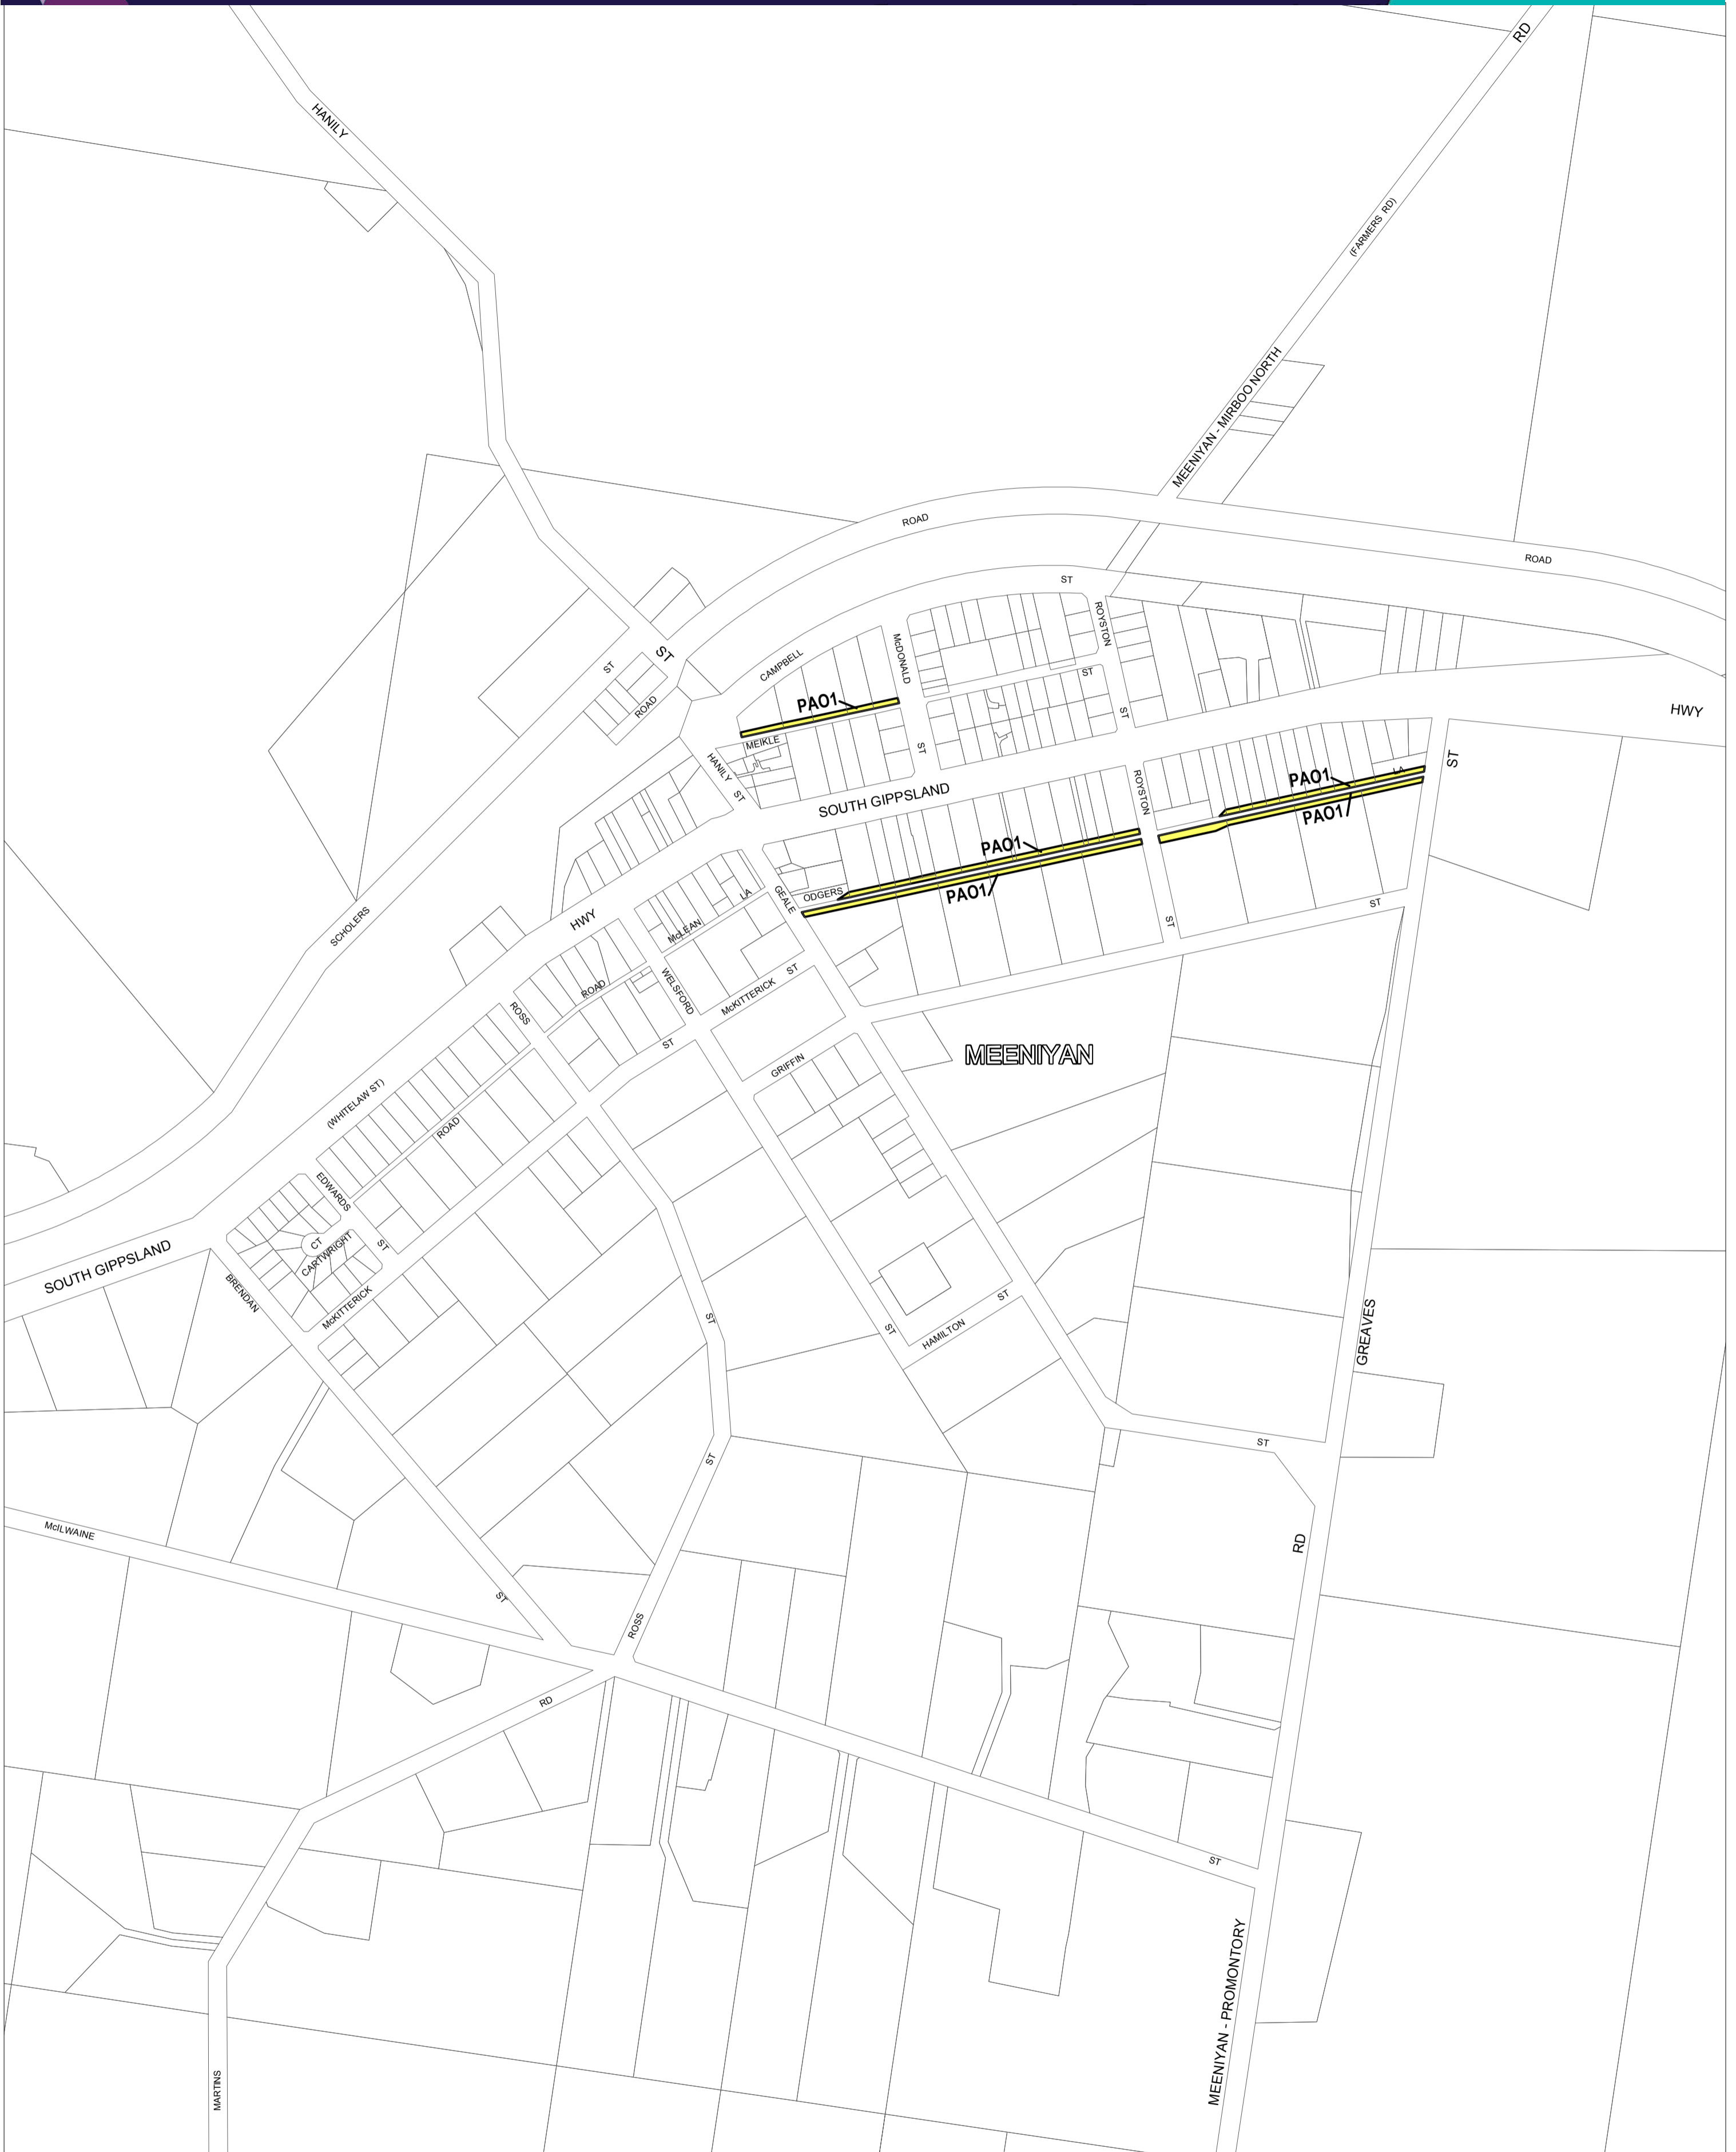 RD
HANILY
(FARMERS RD)
MEENIYAN - MIRBOO NORTH
ROAD
ROAD
ST
ROYSTON
McDONALD
ST
CAMPBELL
ST
ST
ROAD
PAO1
ST
HWY
MEIKLE
ST
HANILY
ST
ST
SOUTH GIPPSLAND
ROYSTON
PAO1
LA
PAO1
PAO1
ODGERS
PAO1
GEALE
LA
HWY
McLEAN
SCHOLERS
ST
ST
ROAD
WELSFORD
ST
McKITTERICK
ROSS
ST
MEENIYAN
GRIFFIN
(WHITELAW ST)
ROAD
EDWARDS
ST
CT
CARTWRIGHT
SOUTH GIPPSLAND
BRENDAN
McKITTERICK
ST
ST
ST
HAMILTON
GREAVES
ST
ST
RD
McILWAINE
ST
ROSS
RD
ST
MEENIYAN - PROMONTORY
MARTINS